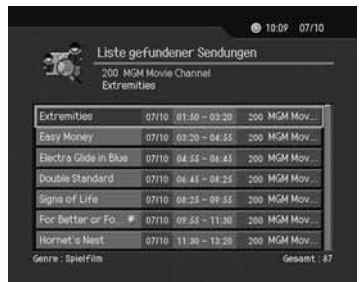 10:09 07/10
Liste gefundener Sendungen
200 MGM Movie Channel
Extremities
Extremities 07/10 01:50 - 03:20 200 MGM Mov...
Easy Money 07/10 03:20 - 04:55 200 MGM Mov...
Electra Glide in Blue 07/10 04:55 - 06:45 200 MGM Mov...
Double Standard 07/10 06:45 - 08:25 200 MGM Mov...
Signs of Life 07/10 08:25 - 09:55 200 MGM Mov...
For Better or Fo... 07/10 09:55 - 11:30 200 MGM Mov...
Hornet's Nest 07/10 11:30 - 13:20 200 MGM Mov...
Genre : Spielfilm Gesamt : 87